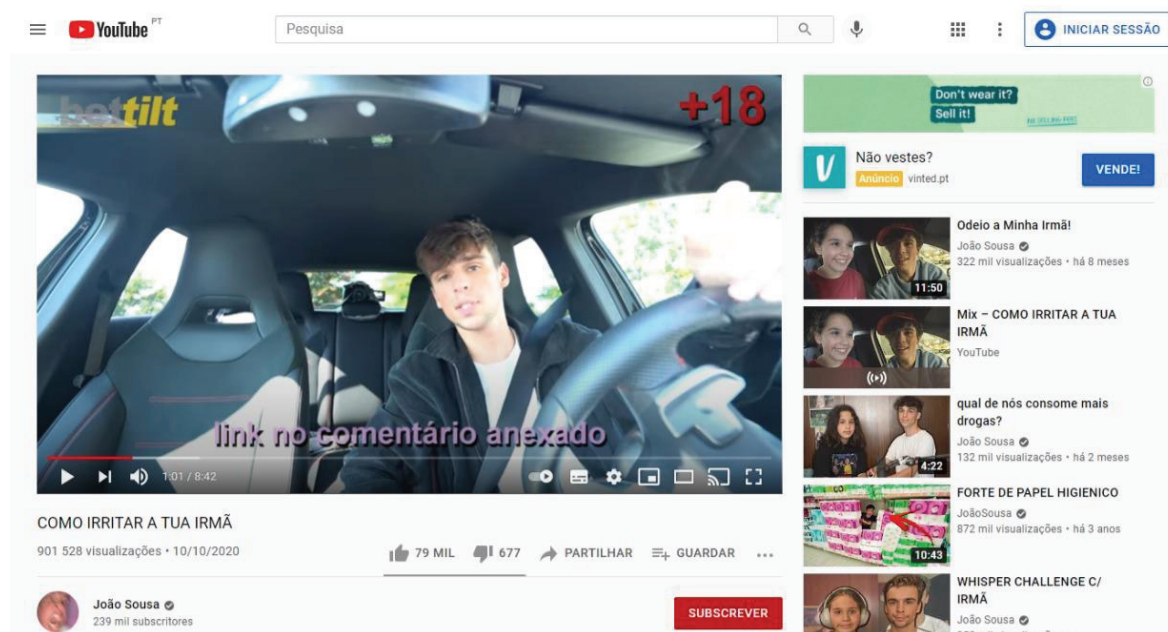 YouTube PT
Pesquisa
INICIAR SESSÃO
bettilt
+18
link no comentário anexado
1:01 / 8:42
COMO IRRITAR A TUA IRMÃ
901 528 visualizações • 10/10/2020
79 MIL
677
PARTILHAR
GUARDAR
João Sousa
239 mil subscritores
SUBSCREVER
Don't wear it?
Sell it!
Não vestes?
Anúncio vinted.pt
VENDE!
11:50
Odeio a Minha Irmã!
João Sousa
322 mil visualizações • há 8 meses
Mix – COMO IRRITAR A TUA
IRMÃ
YouTube
4:22
qual de nós consome mais
drogas?
João Sousa
132 mil visualizações • há 2 meses
10:43
FORTE DE PAPEL HIGIENICO
JoãoSousa
872 mil visualizações • há 3 anos
WHISPER CHALLENGE C/
IRMÃ
João Sousa